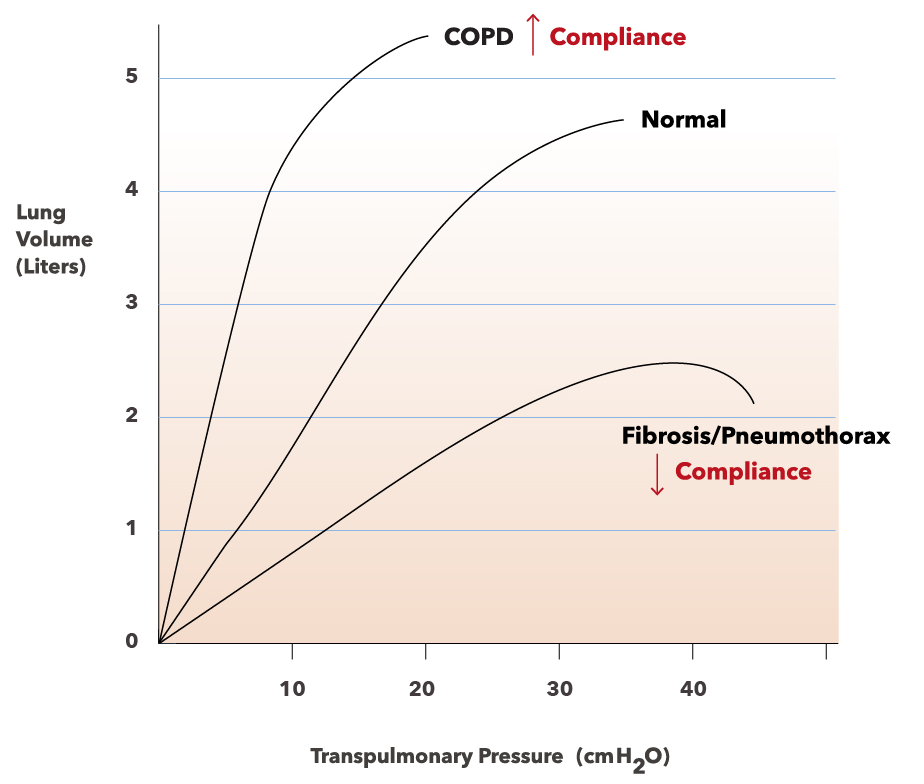 COPD ↑ Compliance
5
Normal
4
Lung
Volume
(Liters)
3
2
Fibrosis/Pneumothorax
↓ Compliance
1
0
10 20 30 40
Transpulmonary Pressure (cmH₂O)